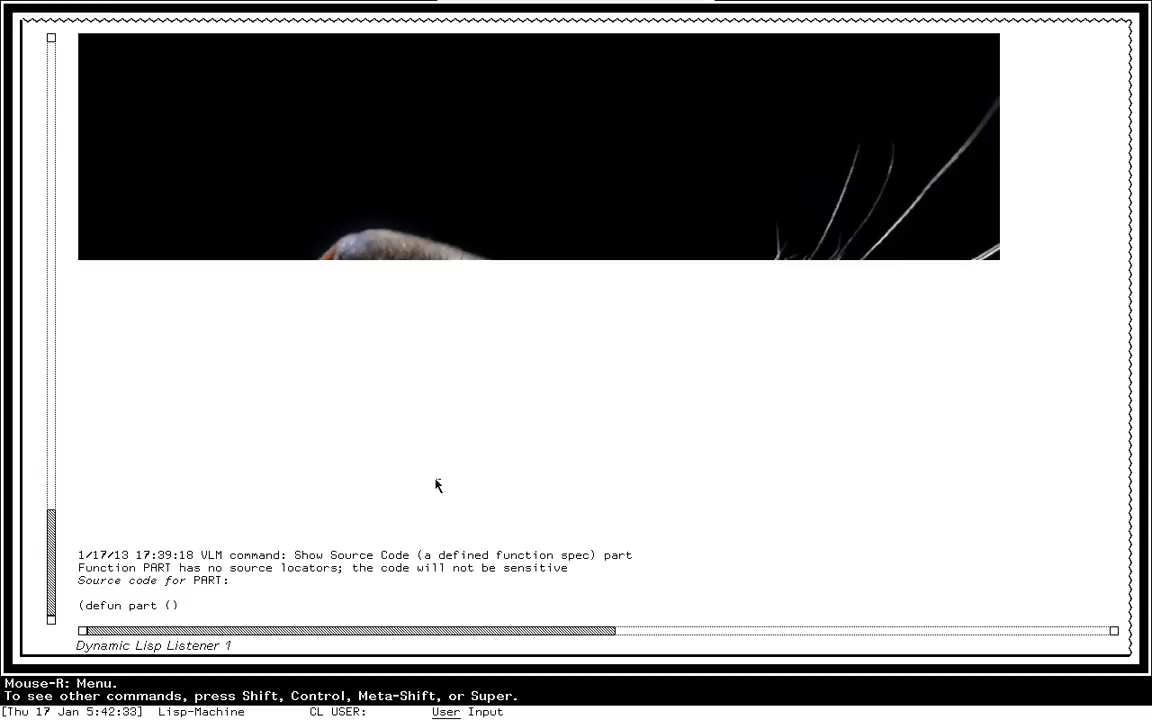 1/17/13 17:39:18 VLM command: Show Source Code (a defined function spec) part
Function PART has no source locators; the code will not be sensitive
Source code for PART:
(defun part ()
Dynamic Lisp Listener 1
Mouse-R: Menu.
To see other commands, press Shift, Control, Meta-Shift, or Super.
[Thu 17 Jan 5:42:33] Lisp-Machine CL USER: User Input